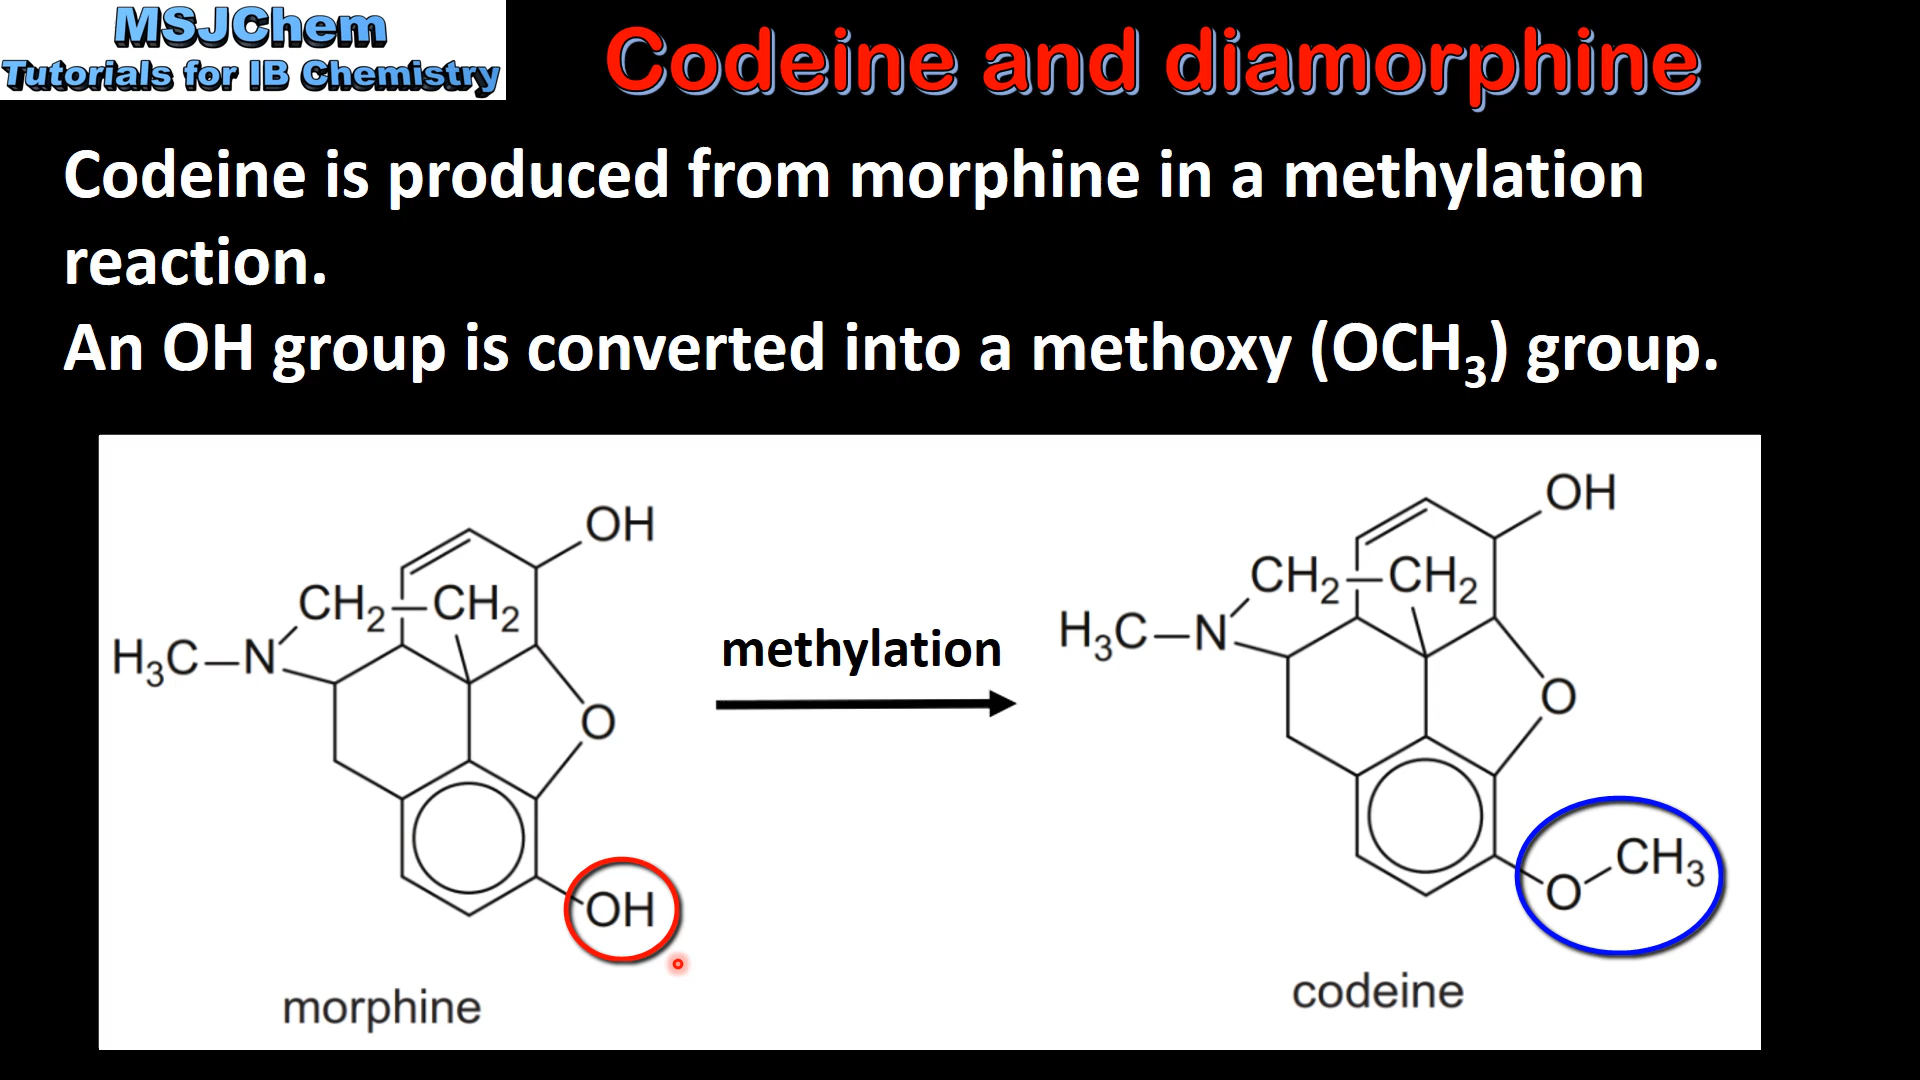 MSJChem
Tutorials for IB Chemistry
Codeine and diamorphine
Codeine is produced from morphine in a methylation
reaction.
An OH group is converted into a methoxy (OCH₃) group.
OH
CH₂—CH₂
H₃C—N
O
OH
morphine
methylation
OH
CH₂—CH₂
H₃C—N
O
CH₃
O
codeine